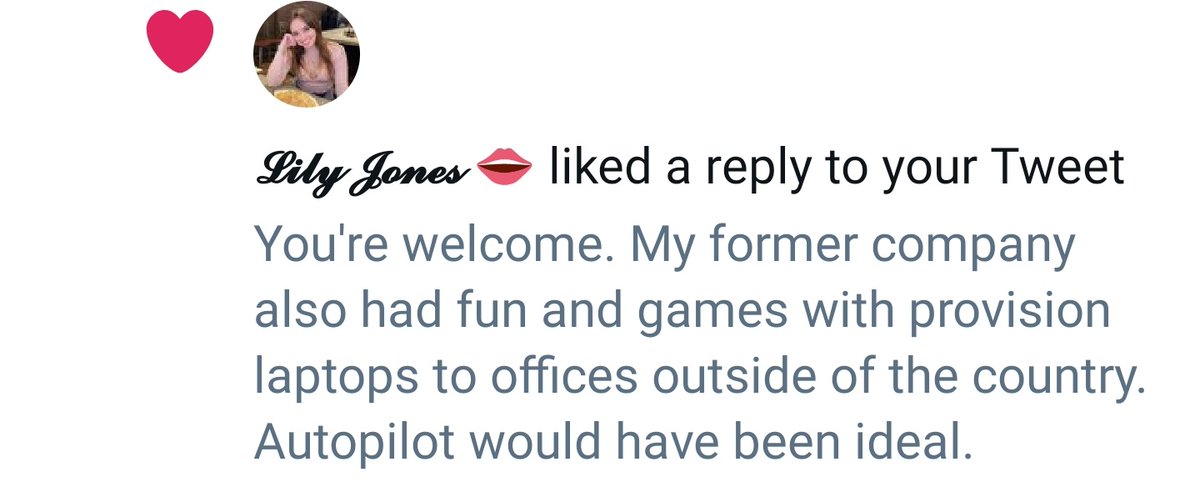 𝓛𝓲𝓵𝔂 𝓙𝓸𝓷𝓮𝓼 👄 liked a reply to your Tweet
You're welcome. My former company
also had fun and games with provision
laptops to offices outside of the country.
Autopilot would have been ideal.